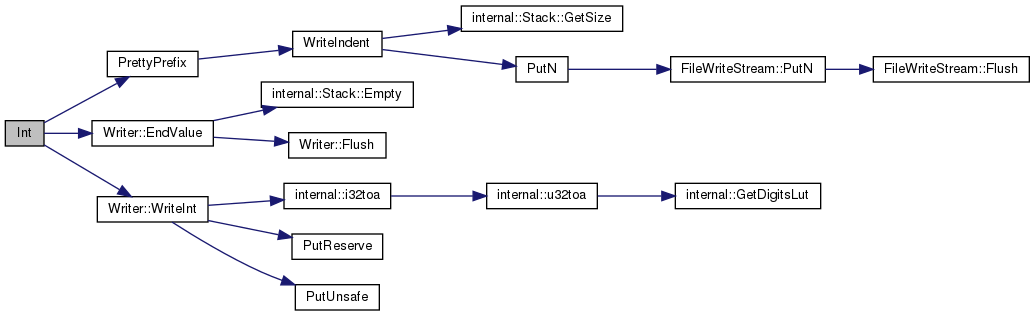 Int
PrettyPrefix
WriteIndent
internal::Stack::GetSize
PutN
FileWriteStream::PutN
FileWriteStream::Flush
Writer::EndValue
internal::Stack::Empty
Writer::Flush
Writer::WriteInt
internal::i32toa
internal::u32toa
internal::GetDigitsLut
PutReserve
PutUnsafe